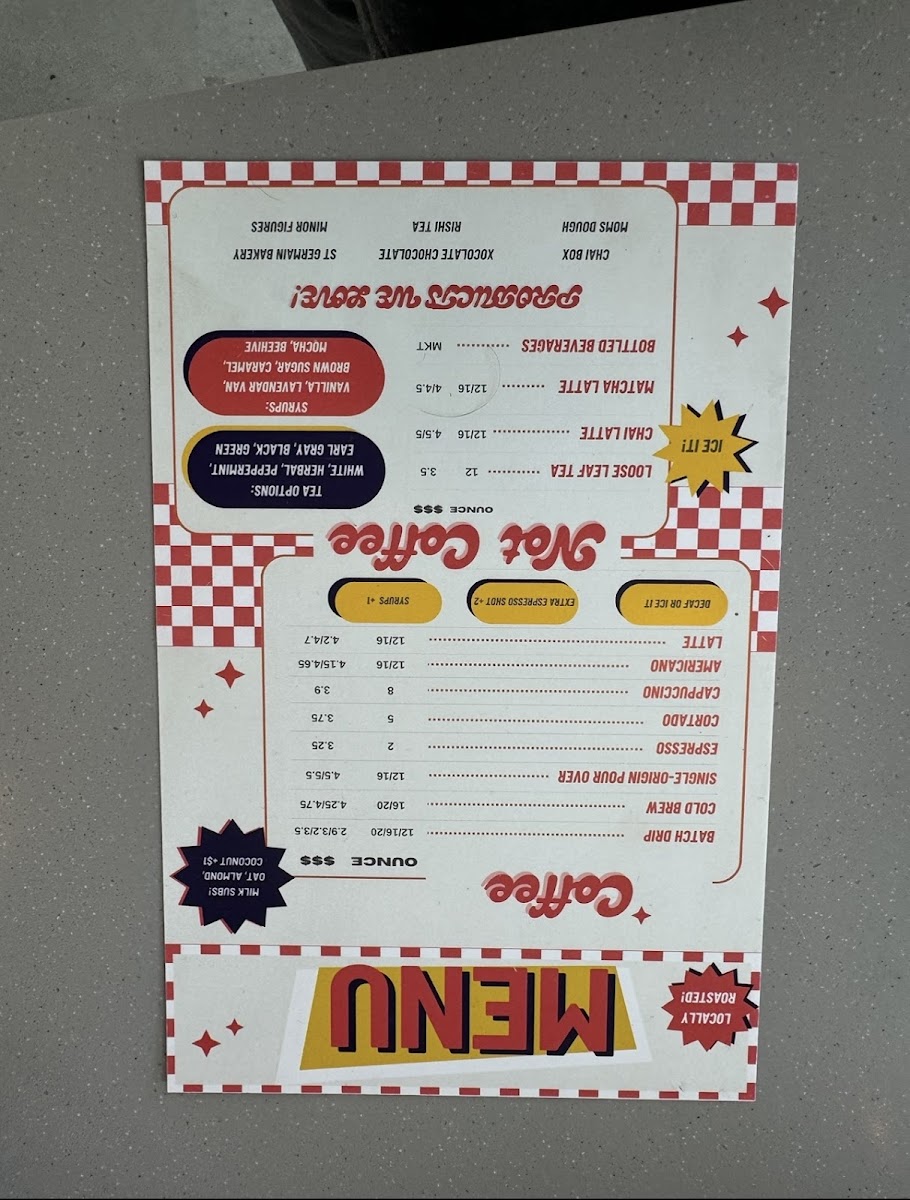 LOCALLY
ROASTED!
MENU
Coffee
MILK SUBS!
OAT, ALMOND,
COCONUT +$1
OUNCE $$$
BATCH DRIP 12/16/20 2.9/3.2/3.5
COLD BREW 16/20 4.25/4.75
SINGLE-ORIGIN POUR OVER 12/16 4.5/5.5
ESPRESSO 2 3.25
CORTADO 5 3.75
CAPPUCCINO 8 3.9
AMERICANO 12/16 4.15/4.65
LATTE 12/16 4.2/4.7
DECAF OR ICE IT
EXTRA ESPRESSO SHOT +2
SYRUPS +1
Not Coffee
OUNCE $$$
ICE IT!
LOOSE LEAF TEA 12 3.5
CHAI LATTE 12/16 4.5/5
MATCHA LATTE 12/16 4/4.5
BOTTLED BEVERAGES MKT
TEA OPTIONS:
WHITE, HERBAL, PEPPERMINT,
EARL GRAY, BLACK, GREEN
SYRUPS:
VANILLA, LAVENDAR VAN,
BROWN SUGAR, CARAMEL,
MOCHA, BEEHIVE
PRODUCTS WE LOVE!
CHAI BOX XOCOLATE CHOCOLATE ST GERMAIN BAKERY
MOMS DOUGH RISHI TEA MINOR FIGURES